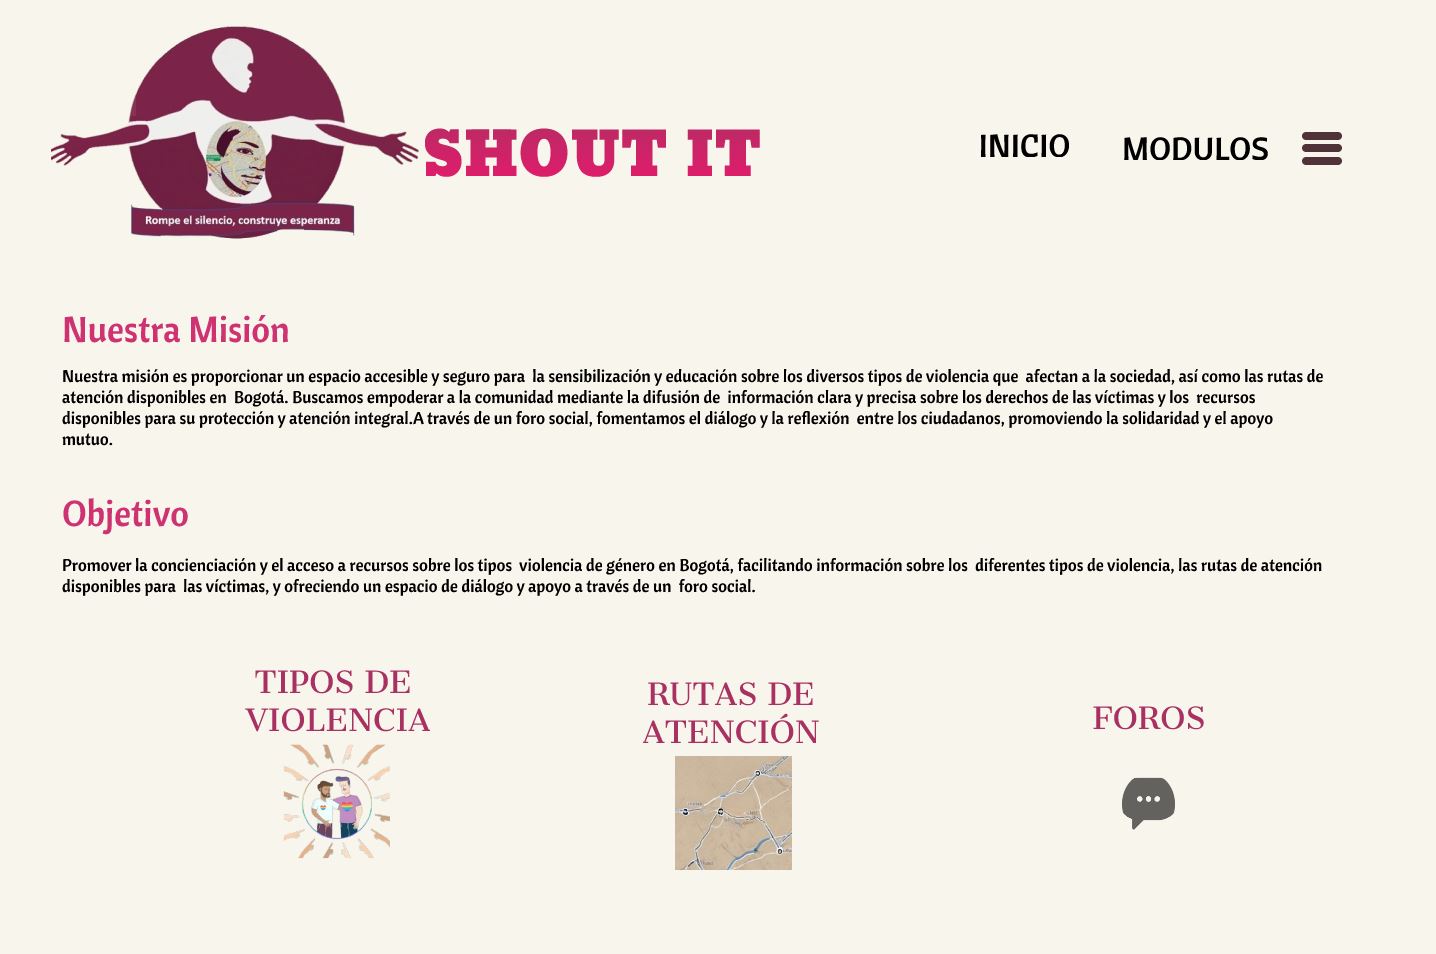 SHOUT IT
INICIO
MODULOS
Rompe el silencio, construye esperanza
Nuestra Misión
Nuestra misión es proporcionar un espacio accesible y seguro para  la sensibilización y educación sobre los diversos tipos de violencia que  afectan a la sociedad, así como las rutas de
atención disponibles en  Bogotá. Buscamos empoderar a la comunidad mediante la difusión de  información clara y precisa sobre los derechos de las víctimas y los  recursos
disponibles para su protección y atención integral.A través de un foro social, fomentamos el diálogo y la reflexión  entre los ciudadanos, promoviendo la solidaridad y el apoyo
mutuo.
Objetivo
Promover la concienciación y el acceso a recursos sobre los tipos  violencia de género en Bogotá, facilitando información sobre los  diferentes tipos de violencia, las rutas de atención
disponibles para  las víctimas, y ofreciendo un espacio de diálogo y apoyo a través de un  foro social.
TIPOS DE
VIOLENCIA
RUTAS DE
ATENCIÓN
FOROS